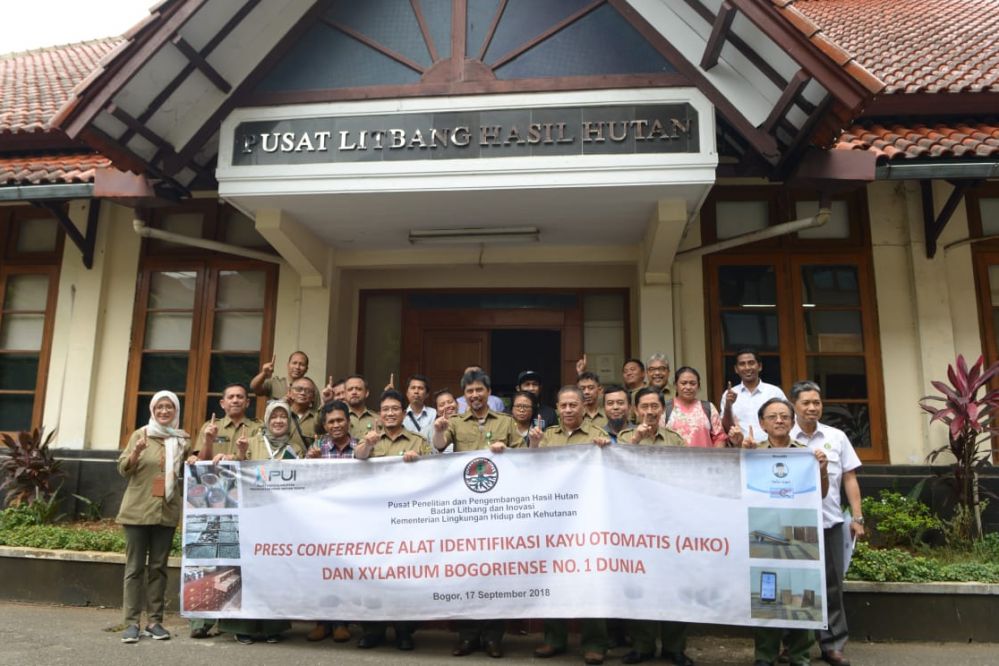 PUSAT LITBANG HASIL HUTAN
PUI
Pusat Penelitian dan Pengembangan Hasil Hutan
Badan Litbang dan Inovasi
Kementerian Lingkungan Hidup dan Kehutanan
PRESS CONFERENCE ALAT IDENTIFIKASI KAYU OTOMATIS (AIKO)
DAN XYLARIUM BOGORIENSE NO. 1 DUNIA
Bogor, 17 September 2018